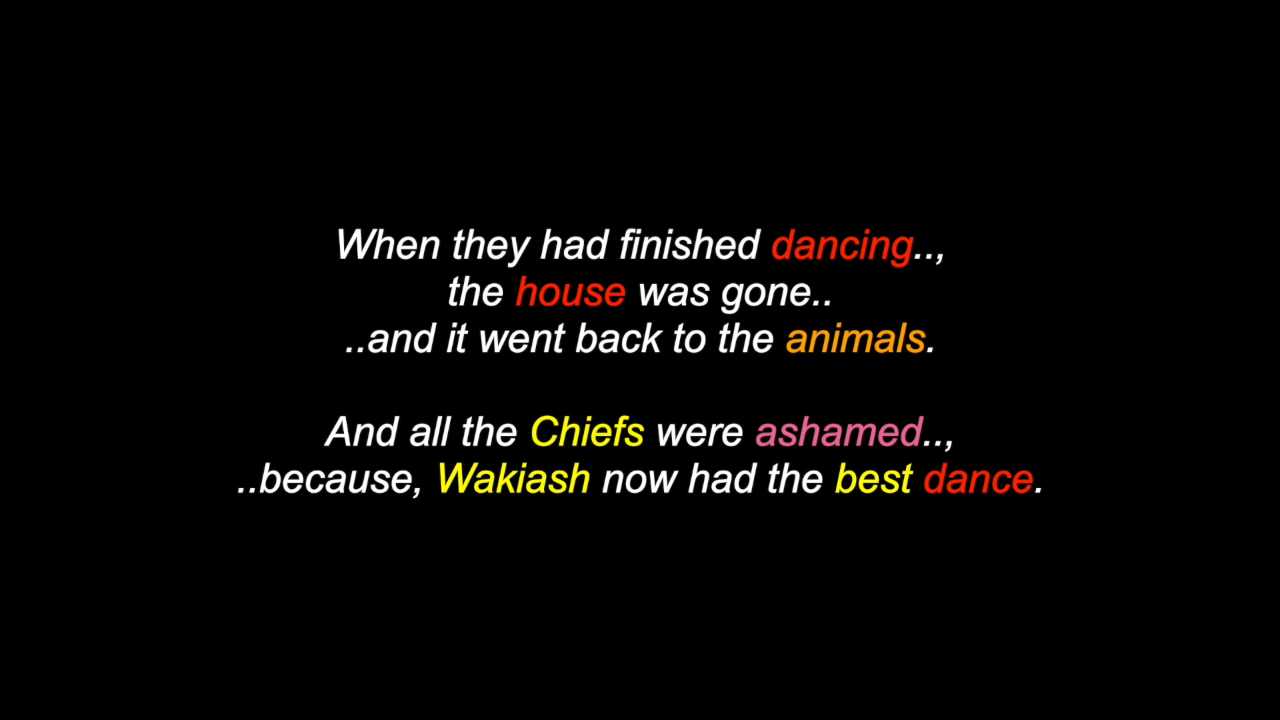 When they had finished dancing..,
the house was gone..
..and it went back to the animals.
And all the Chiefs were ashamed..,
..because, Wakiash now had the best dance.